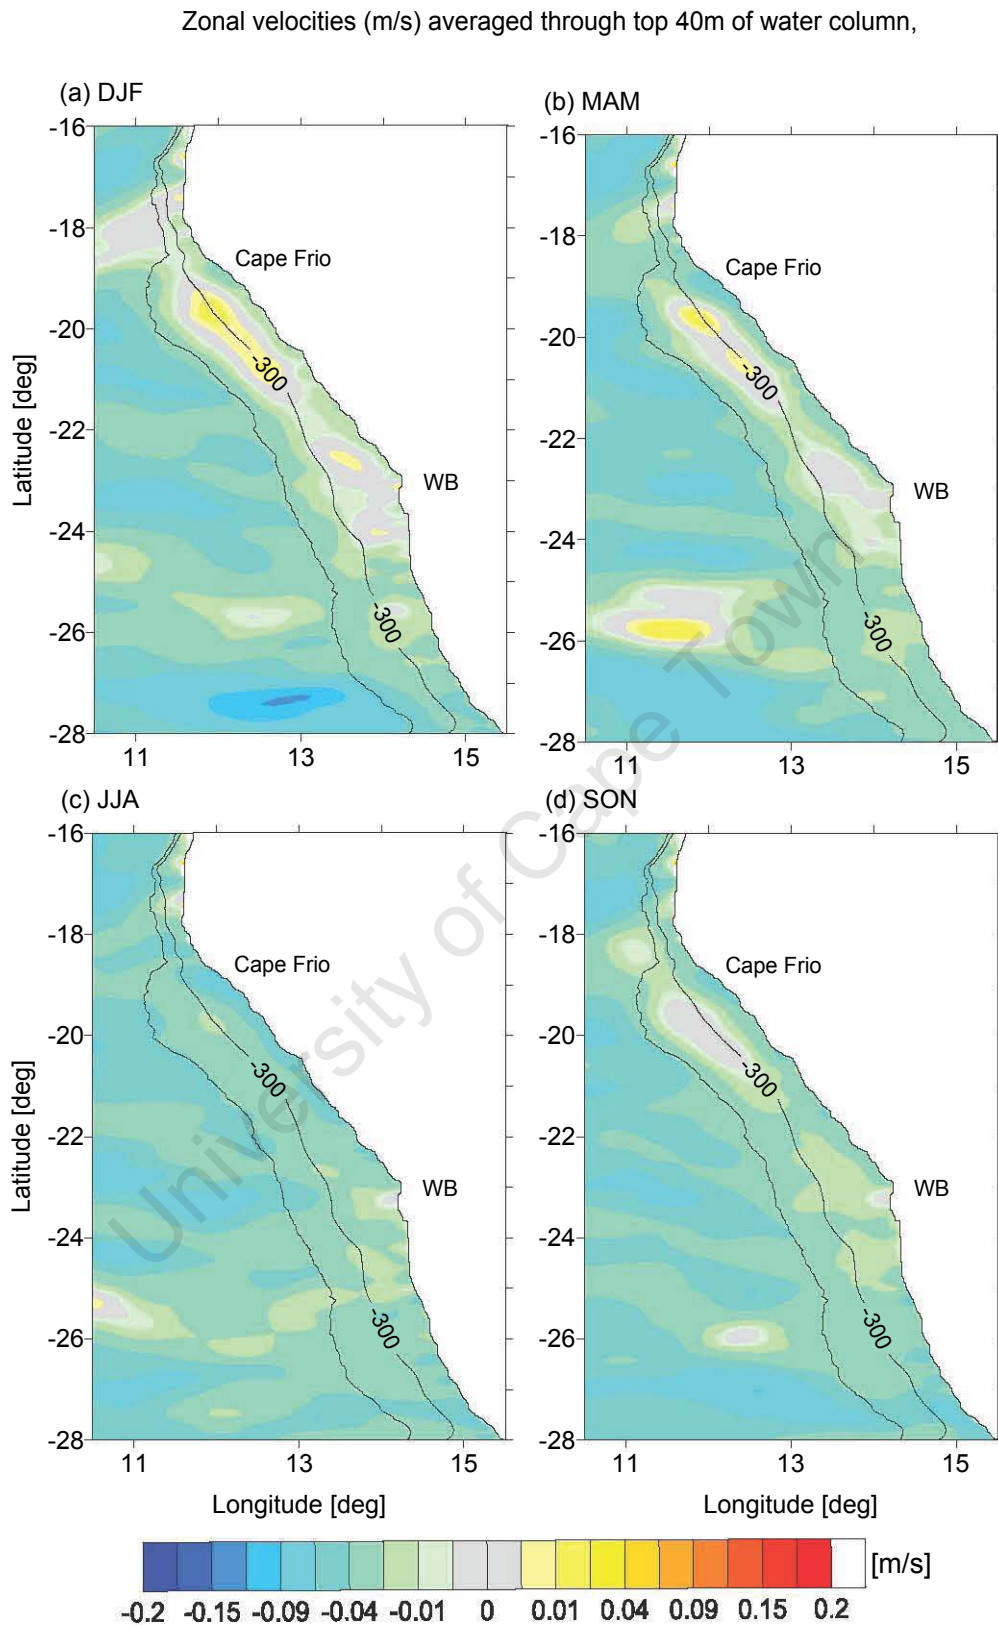 Zonal velocities (m/s) averaged through top 40m of water column,
(a) DJF
(b) MAM
-16
-18
-20
-22
-24
-26
-28
Latitude [deg]
Cape Frio
WB
-300
-300
11
13
15
-16
-18
-20
-22
-24
-26
-28
Cape Frio
WB
-300
-300
11
13
15
(c) JJA
(d) SON
-16
-18
-20
-22
-24
-26
-28
Latitude [deg]
Cape Frio
WB
-300
-300
11
13
15
Longitude [deg]
-16
-18
-20
-22
-24
-26
-28
Cape Frio
WB
-300
-300
11
13
15
Longitude [deg]
University of Cape Town
[m/s]
-0.2 -0.15 -0.09 -0.04 -0.01 0 0.01 0.04 0.09 0.15 0.2